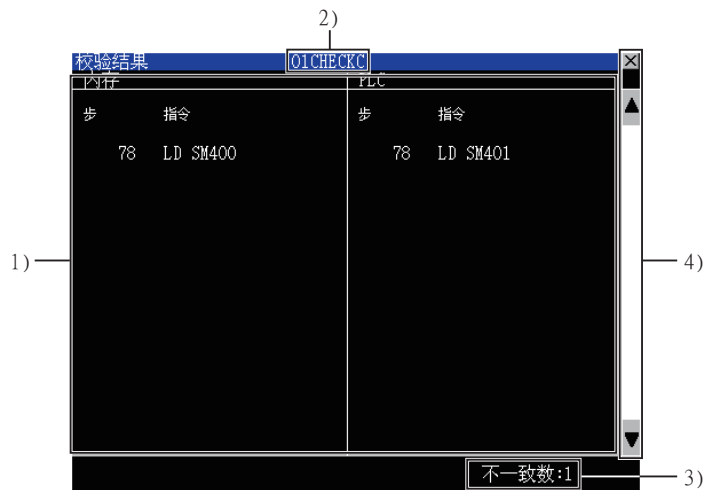 2)
校验结果 01CHECKC
内存 PLC
步 指令 步 指令
78 LD SM400 78 LD SM401
1)
4)
不一致数:1
3)